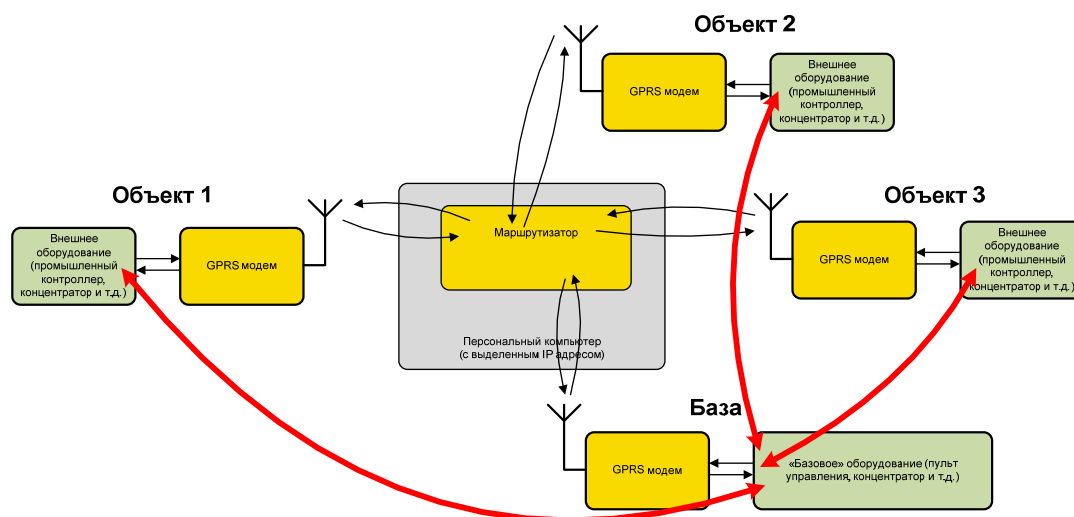 Объект 2
GPRS модем
Внешнее
оборудование
(промышленный
контроллер,
концентратор и т.д.)
Объект 1
Внешнее
оборудование
(промышленный
контроллер,
концентратор и т.д.)
GPRS модем
Маршрутизатор
Персональный компьютер
(с выделенным IP адресом)
Объект 3
GPRS модем
Внешнее
оборудование
(промышленный
контроллер,
концентратор и т.д.)
База
GPRS модем
«Базовое» оборудование (пульт
управления, концентратор и т.д.)